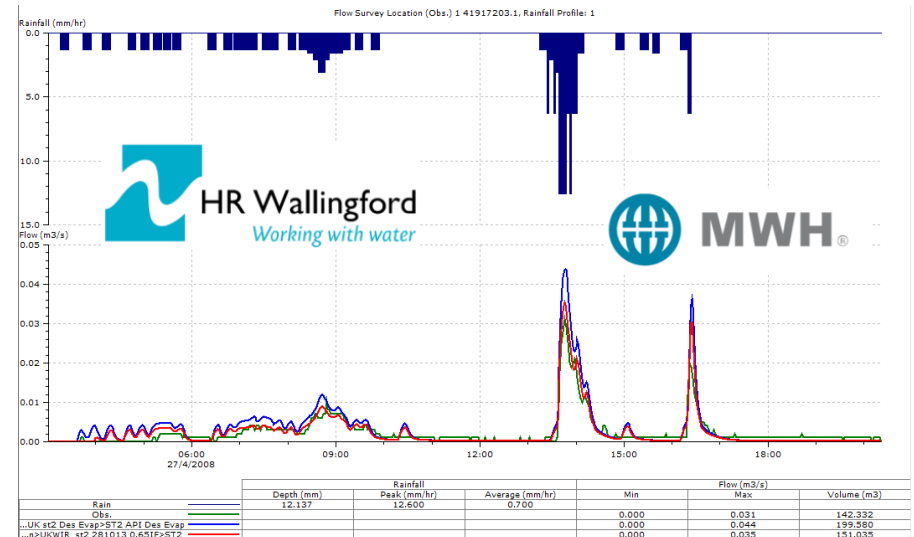 Flow Survey Location (Obs.) 1 41917203.1, Rainfall Profile: 1
Rainfall (mm/hr)
0.0
5.0
10.0
15.0
HR Wallingford
Working with water
MWH®
Flow (m3/s)
0.05
0.04
0.03
0.02
0.01
0.00
06:00 09:00 12:00 15:00 18:00
27/4/2008
Rainfall Flow (m3/s)
Depth (mm) Peak (mm/hr) Average (mm/hr) Min Max Volume (m3)
Rain 12.137 12.600 0.700
Obs. 0.000 0.031 142.332
...UK st2 Des Evap>ST2 API Des Evap 0.000 0.044 199.580
...n>UKWIR st2 281013 0.65IF>ST2 0.000 0.035 151.035